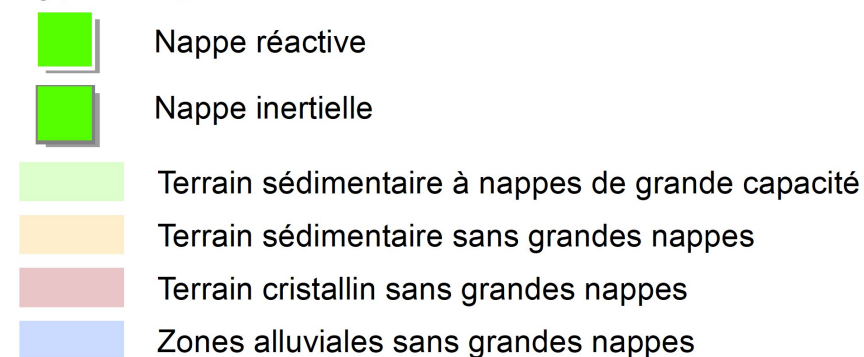 Nappe réactive
Nappe inertielle
Terrain sédimentaire à nappes de grande capacité
Terrain sédimentaire sans grandes nappes
Terrain cristallin sans grandes nappes
Zones alluviales sans grandes nappes